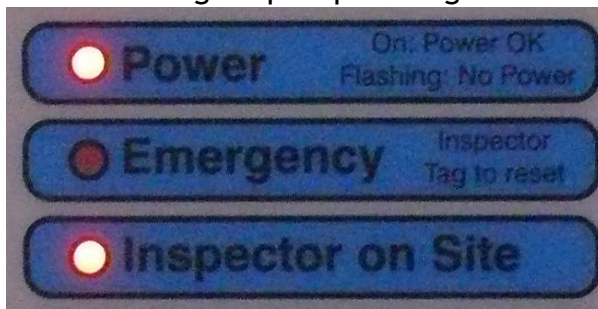 Power
On: Power OK
Flashing: No Power
Emergency
Inspector
Tag to reset
Inspector on Site